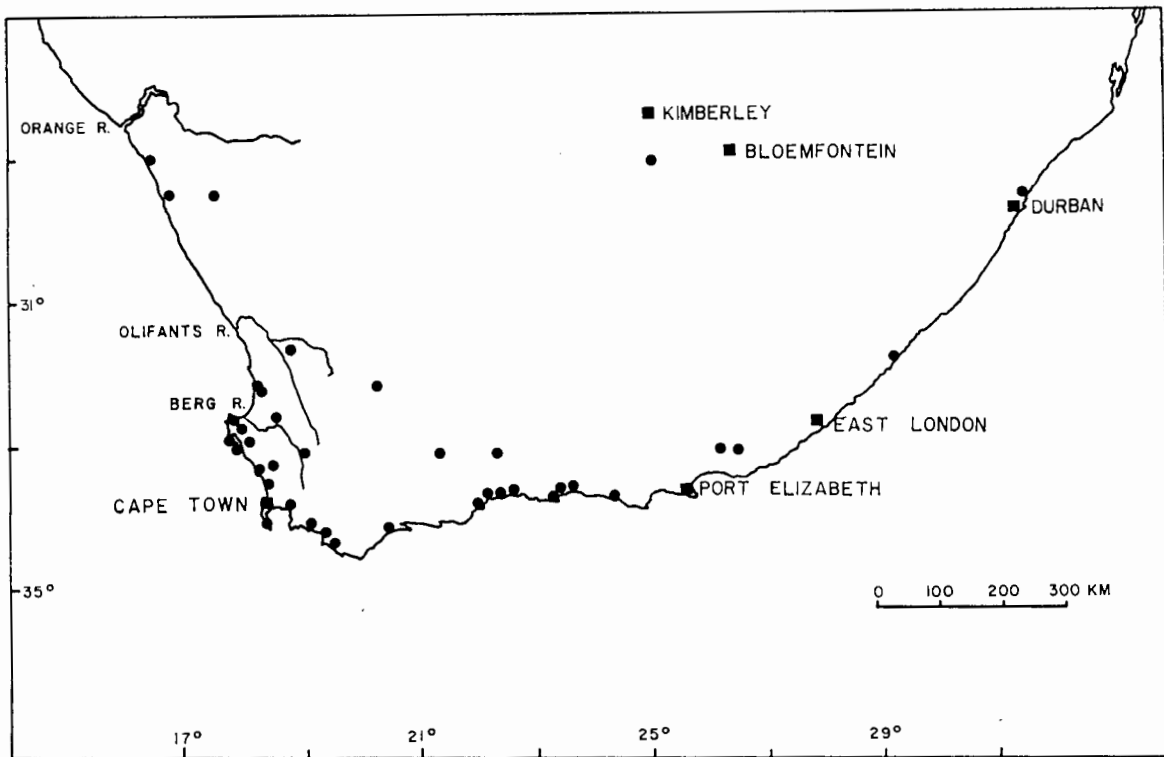 KIMBERLEY
ORANGE R.
BLOEMFONTEIN
DURBAN
31°
OLIFANTS R.
BERG R.
EAST LONDON
PORT ELIZABETH
CAPE TOWN
35°
0 100 200 300 KM
17° 21° 25° 29°